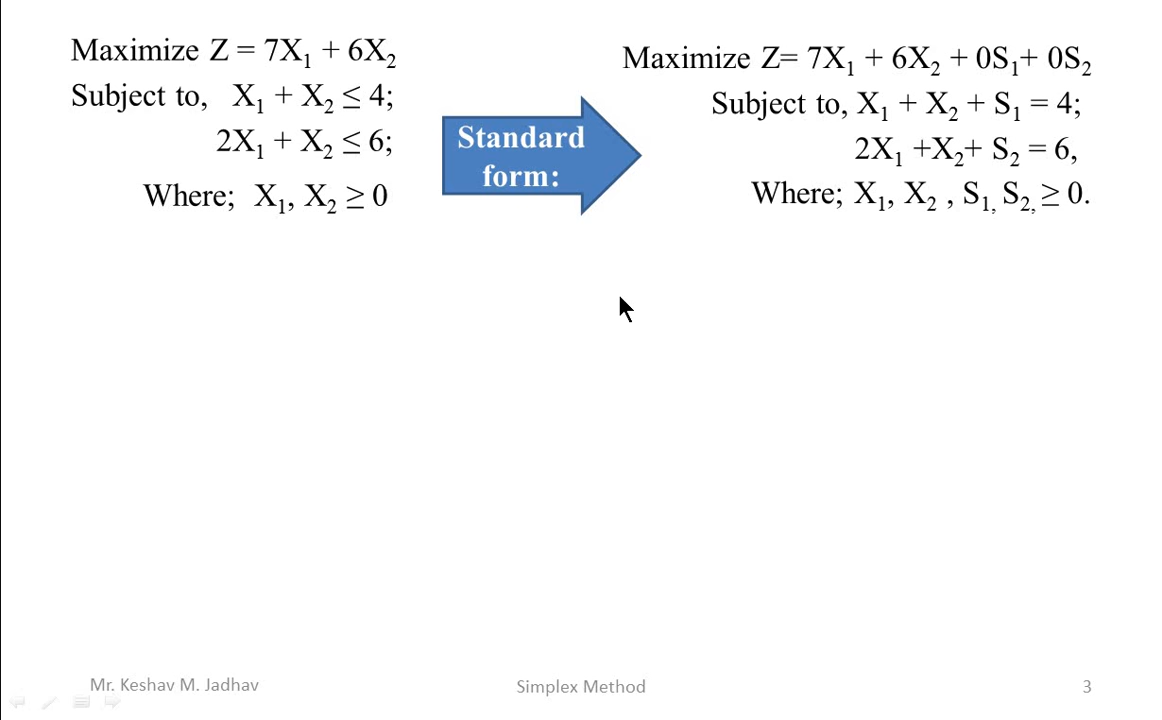 Maximize Z = 7X₁ + 6X₂
Subject to, X₁ + X₂ ≤ 4;
2X₁ + X₂ ≤ 6;
Where; X₁, X₂ ≥ 0
Standard
form:
Maximize Z= 7X₁ + 6X₂ + 0S₁+ 0S₂
Subject to, X₁ + X₂ + S₁ = 4;
2X₁ +X₂+ S₂ = 6,
Where; X₁, X₂ , S₁, S₂, ≥ 0.
Mr. Keshav M. Jadhav
Simplex Method
3